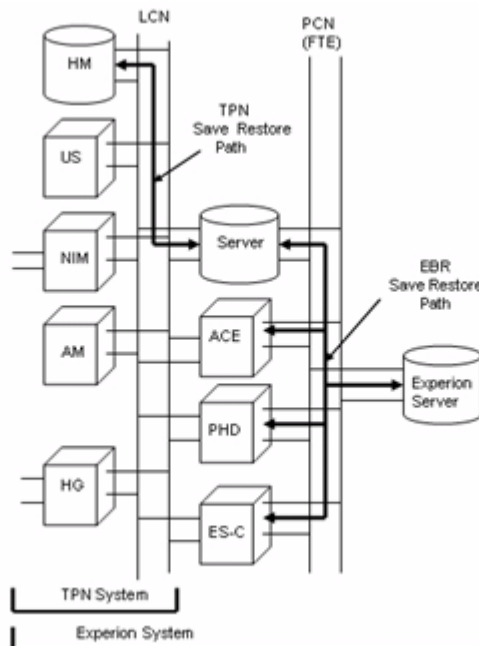 LCN
PCN
(FTE)
HM
TPN
Save Restore
Path
US
NIM
Server
EBR
Save Restore
Path
AM
ACE
Experion
Server
PHD
HG
ES-C
TPN System
Experion System